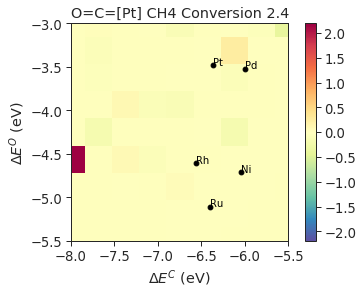 O=C=[Pt] CH4 Conversion 2.4
−3.0
−3.5
−4.0
−4.5
−5.0
−5.5
ΔE^O (eV)
Pt
Pd
Rh
Ni
Ru
−8.0 −7.5 −7.0 −6.5 −6.0 −5.5
ΔE^C (eV)
2.0
1.5
1.0
0.5
0.0
−0.5
−1.0
−1.5
−2.0